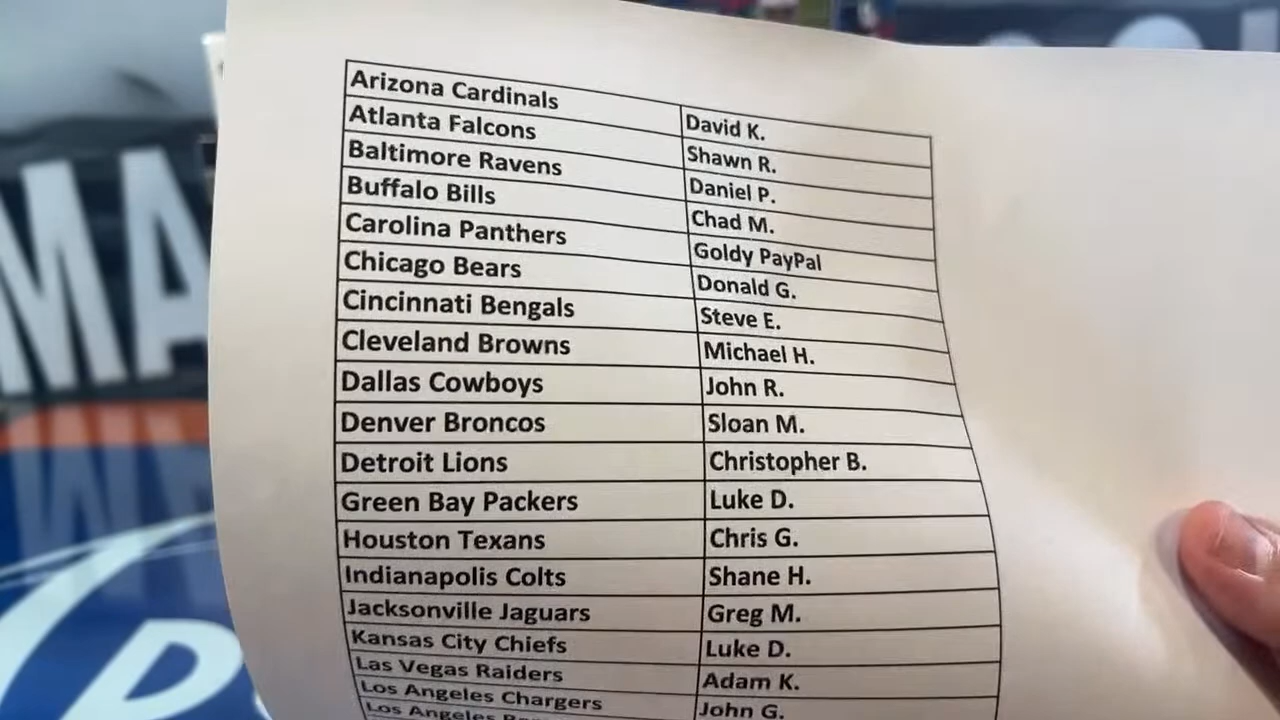 MA
Arizona Cardinals David K.
Atlanta Falcons Shawn R.
Baltimore Ravens Daniel P.
Buffalo Bills Chad M.
Carolina Panthers Goldy PayPal
Chicago Bears Donald G.
Cincinnati Bengals Steve E.
Cleveland Browns Michael H.
Dallas Cowboys John R.
Denver Broncos Sloan M.
Detroit Lions Christopher B.
Green Bay Packers Luke D.
Houston Texans Chris G.
Indianapolis Colts Shane H.
Jacksonville Jaguars Greg M.
Kansas City Chiefs Luke D.
Las Vegas Raiders Adam K.
Los Angeles Chargers John G.
Los Angeles